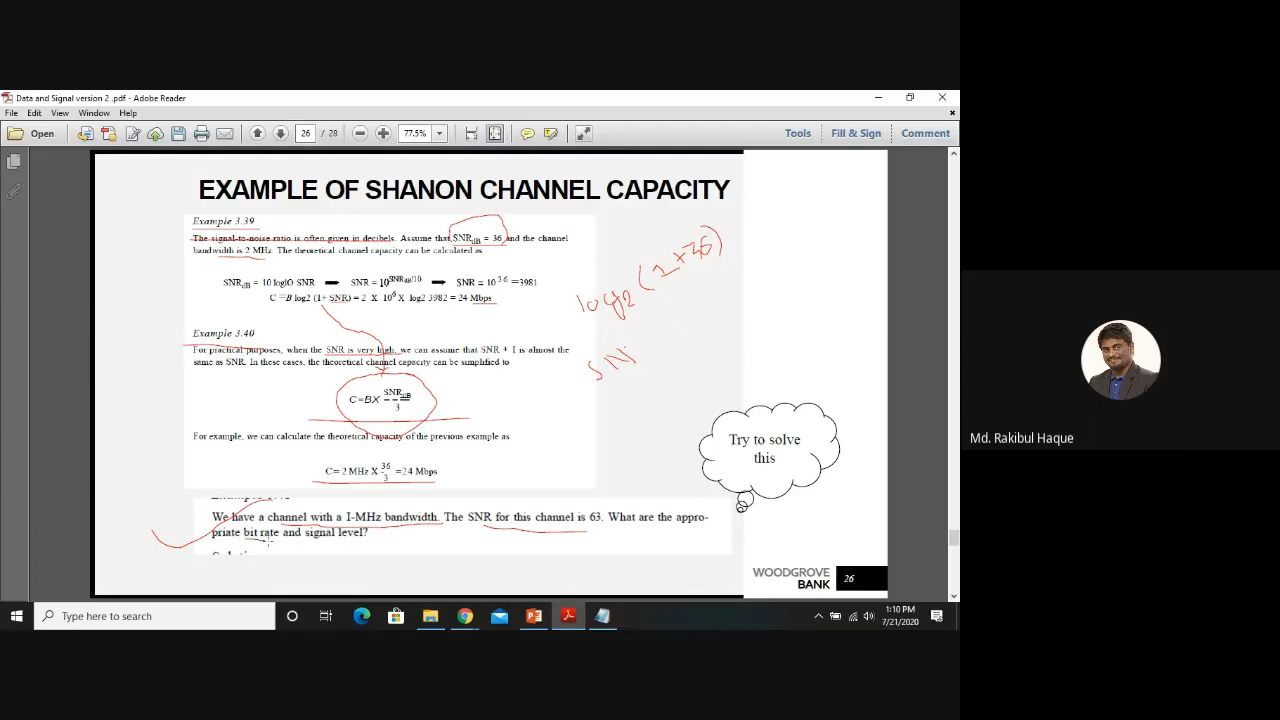 Data and Signal version 2 .pdf - Adobe Reader
File Edit View Window Help
Open 26 / 28 77.5% Tools Fill & Sign Comment
EXAMPLE OF SHANON CHANNEL CAPACITY
Example 3.39
The signal-to-noise ratio is often given in decibels. Assume that SNRdB = 36 and the channel
bandwidth is 2 MHz. The theoretical channel capacity can be calculated as
SNRdB = 10 log10 SNR ➡ SNR = 10^SNRdB/10 ➡ SNR = 10^3.6 =3981
C =B log2 (1+ SNR) = 2 X 10^6 X log2 3982 = 24 Mbps
log2 (1+36)
Example 3.40
For practical purposes, when the SNR is very high, we can assume that SNR + I is almost the
same as SNR. In these cases, the theoretical channel capacity can be simplified to
SN
C=BX SNRdB
3
For example, we can calculate the theoretical capacity of the previous example as
C= 2 MHz X 36/3 =24 Mbps
Try to solve
this
We have a channel with a I-MHz bandwidth. The SNR for this channel is 63. What are the appro-
priate bit rate and signal level?
WOODGROVE
BANK
26
Md. Rakibul Haque
Type here to search
1:10 PM
7/21/2020